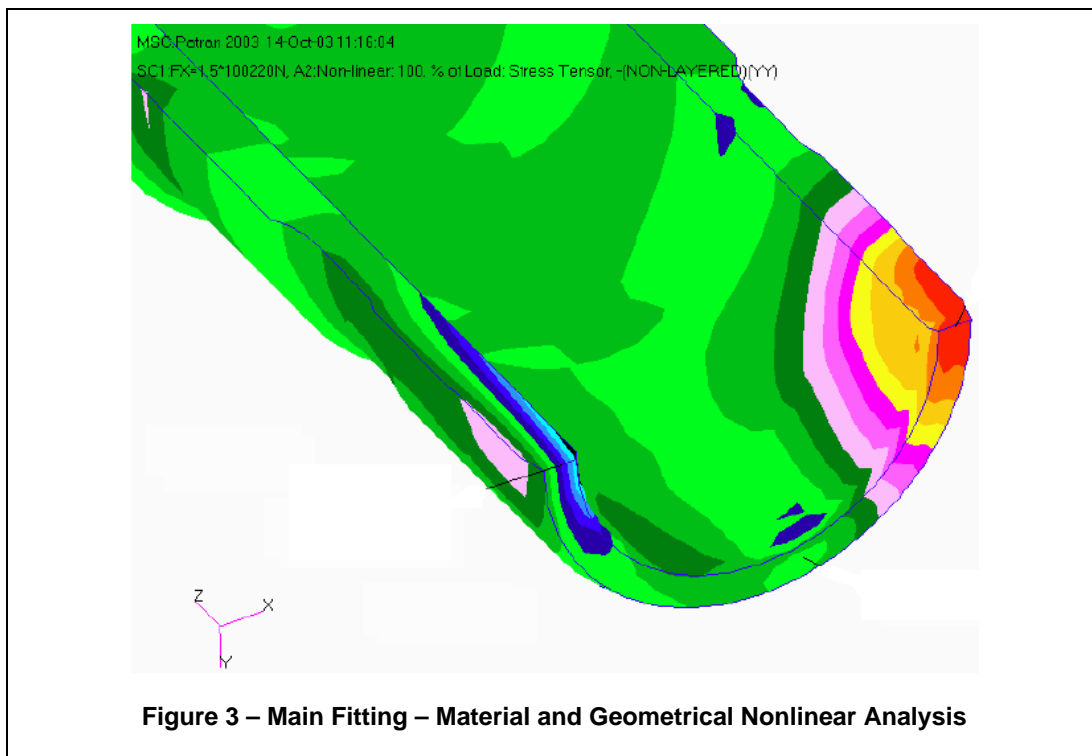 MSC.Patran 2003 14-Oct-03 11:16:04
SC1:FX=1.5*100220N, A2:Non-linear: 100. % of Load: Stress Tensor, -(NON-LAYERED)(YY)
Z
X
Y
Figure 3 – Main Fitting – Material and Geometrical Nonlinear Analysis